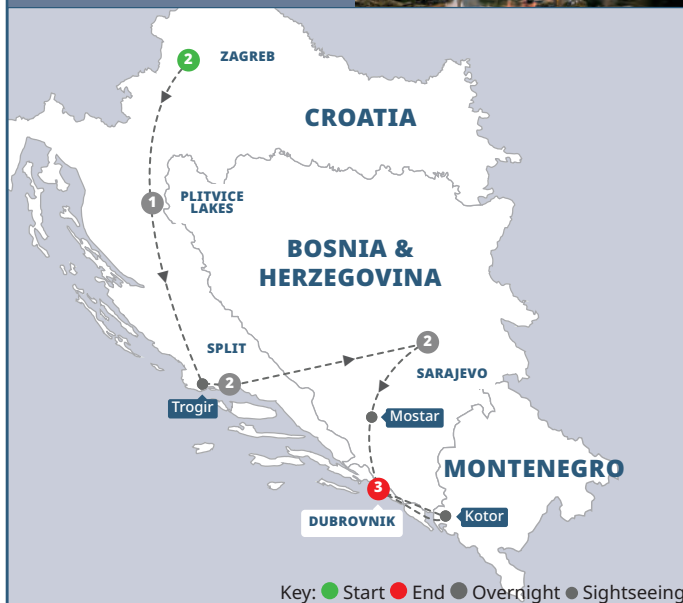 2
ZAGREB
CROATIA
1
PLITVICE
LAKES
BOSNIA &
HERZEGOVINA
SPLIT
2
2
SARAJEVO
Trogir
Mostar
MONTENEGRO
3
DUBROVNIK
Kotor
Key: Start End Overnight Sightseeing